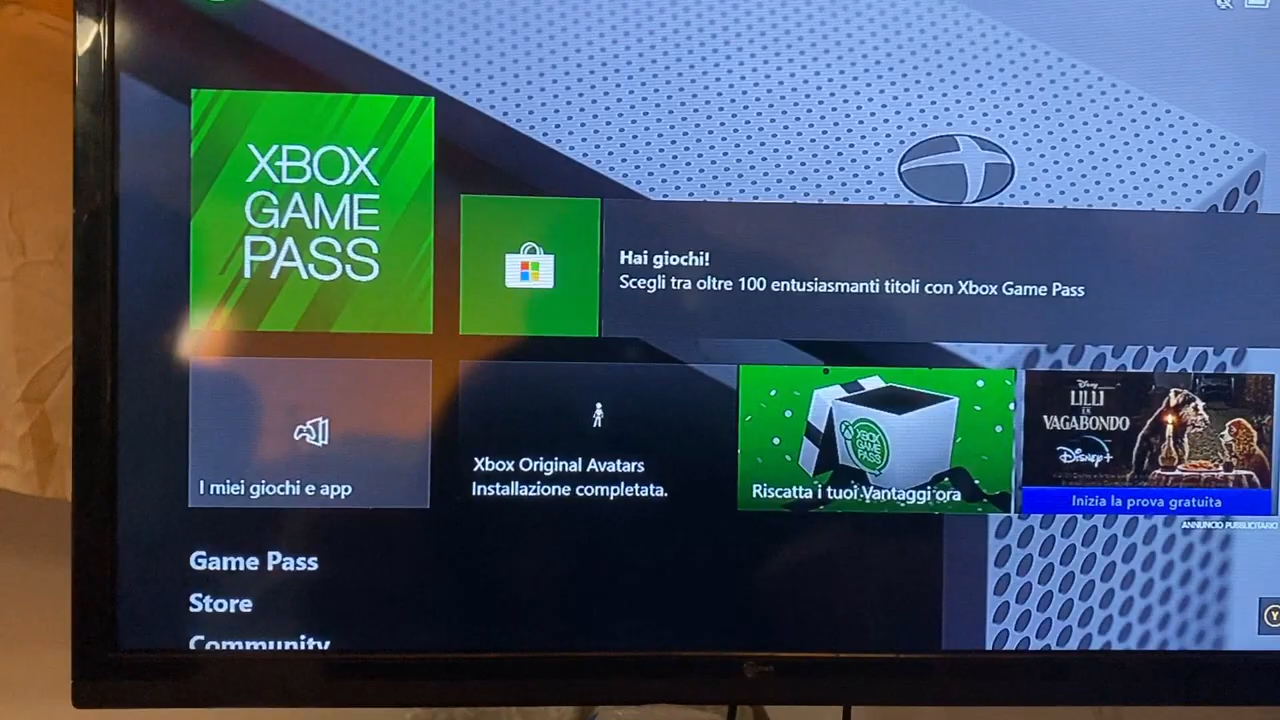 XBOX
GAME
PASS
Hai giochi!
Scegli tra oltre 100 entusiasmanti titoli con Xbox Game Pass
I miei giochi e app
Xbox Original Avatars
Installazione completata.
XBOX
GAME
PASS
Riscatta i tuoi Vantaggi ora
Disney
LILLI
E IL
VAGABONDO
Disney+
Inizia la prova gratuita
ANNUNCIO PUBBLICITARIO
Game Pass
Store
Community
Y